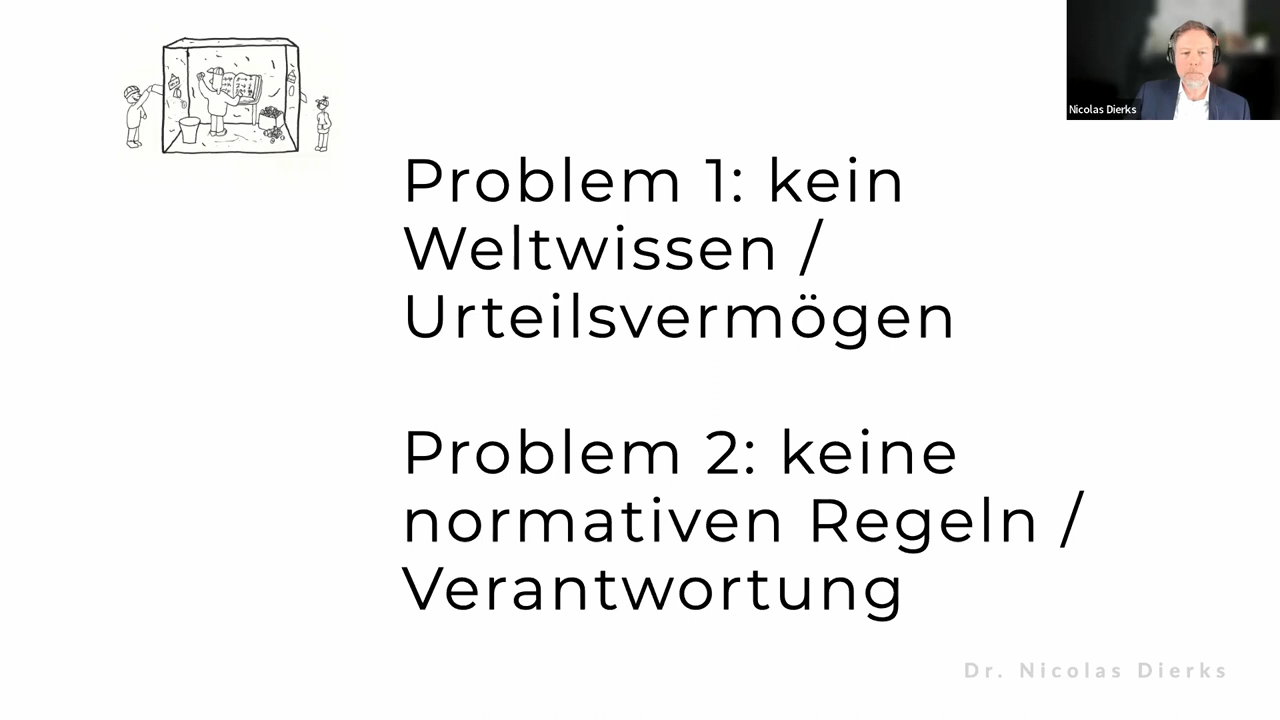 Nicolas Dierks
Problem 1: kein
Weltwissen /
Urteilsvermögen
Problem 2: keine
normativen Regeln /
Verantwortung
Dr. Nicolas Dierks